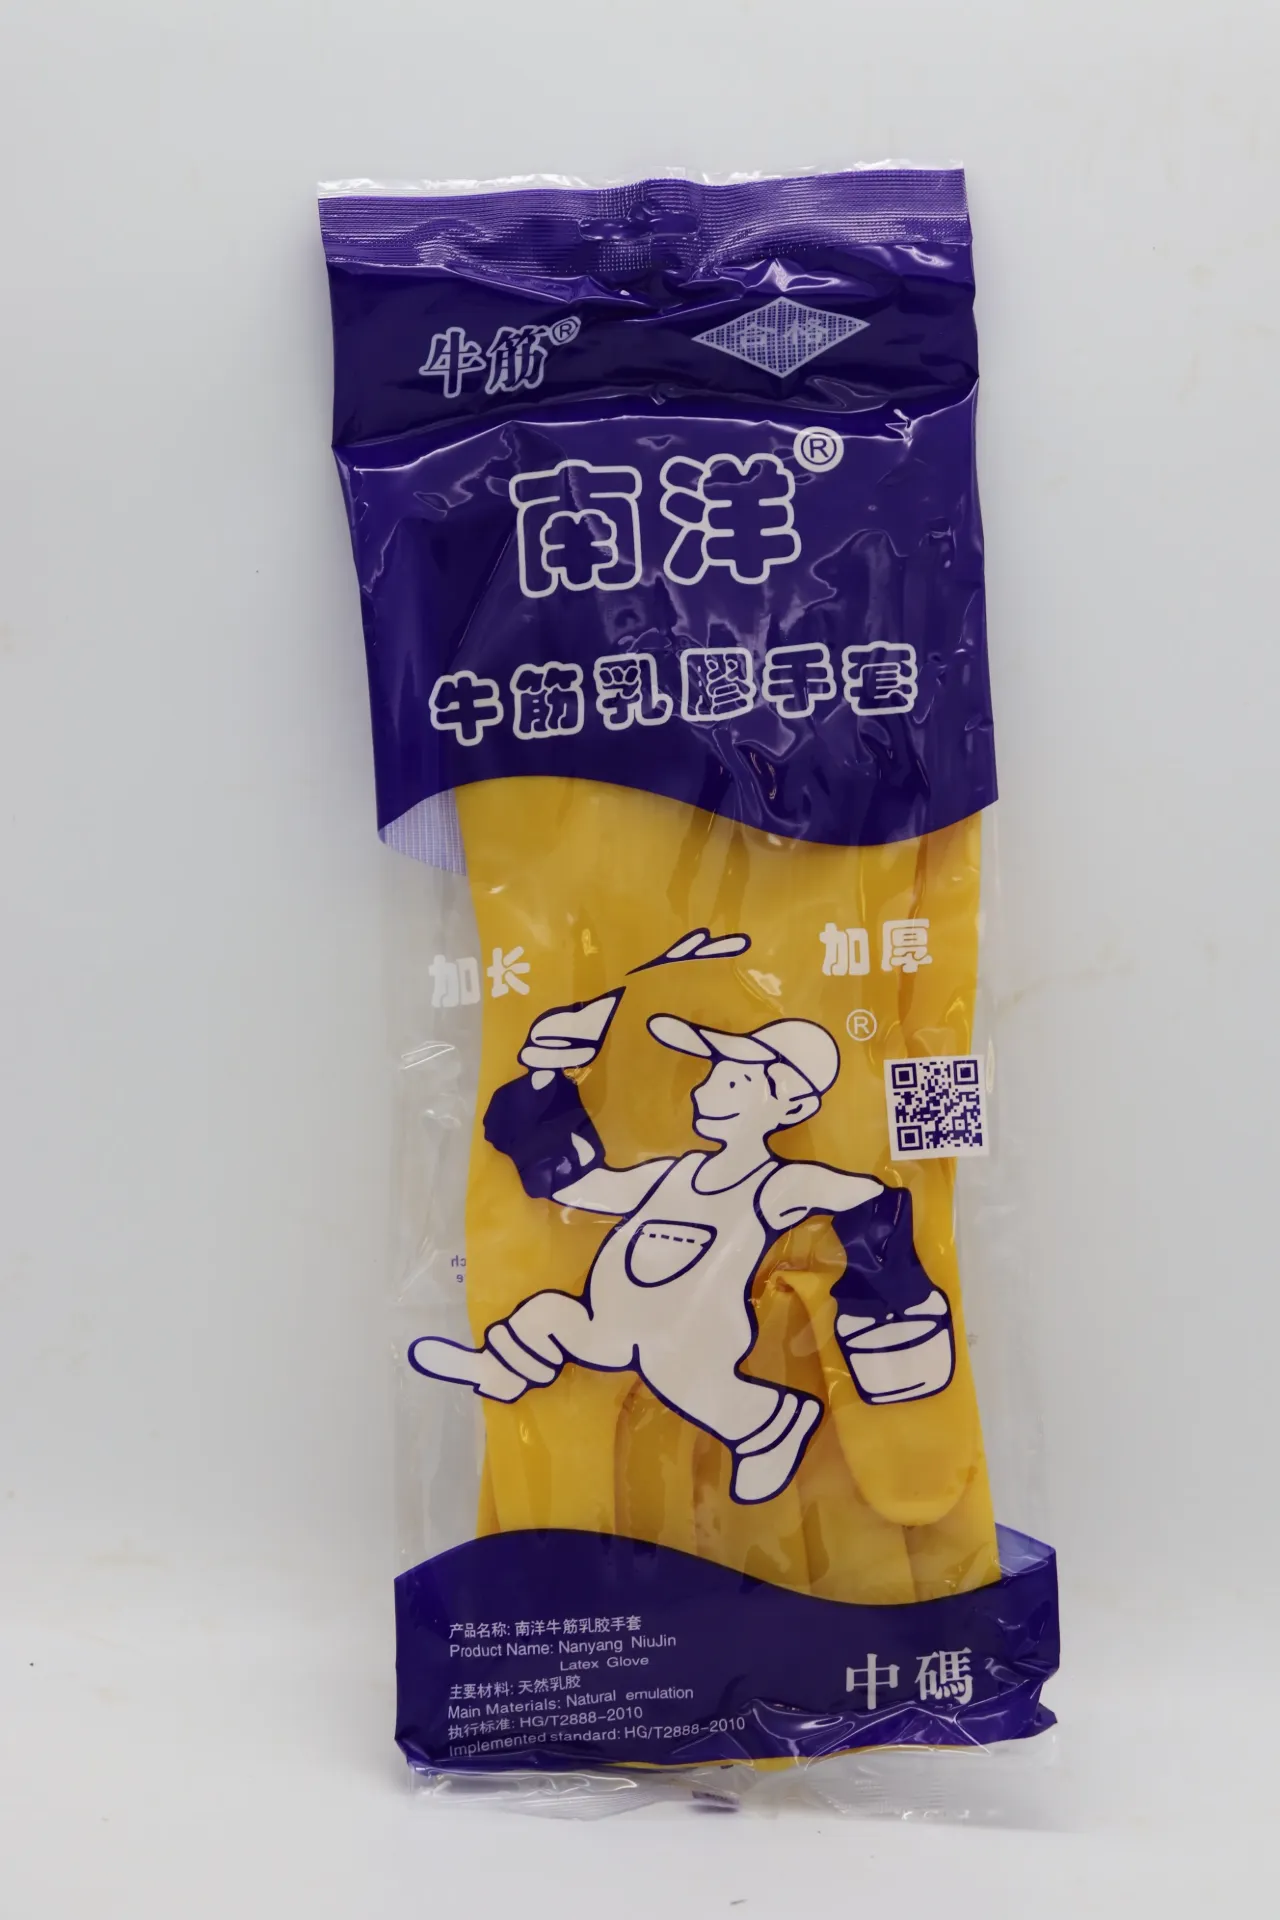 牛筋®
合格
南洋®
牛筋乳膠手套
加长
加厚
®
产品名称: 南洋牛筋乳胶手套
Product Name: Nanyang NiuJin
Latex Glove
主要材料: 天然乳胶
Main Materials: Natural emulation
执行标准: HG/T2888-2010
Implemented standard: HG/T2888-2010
中碼